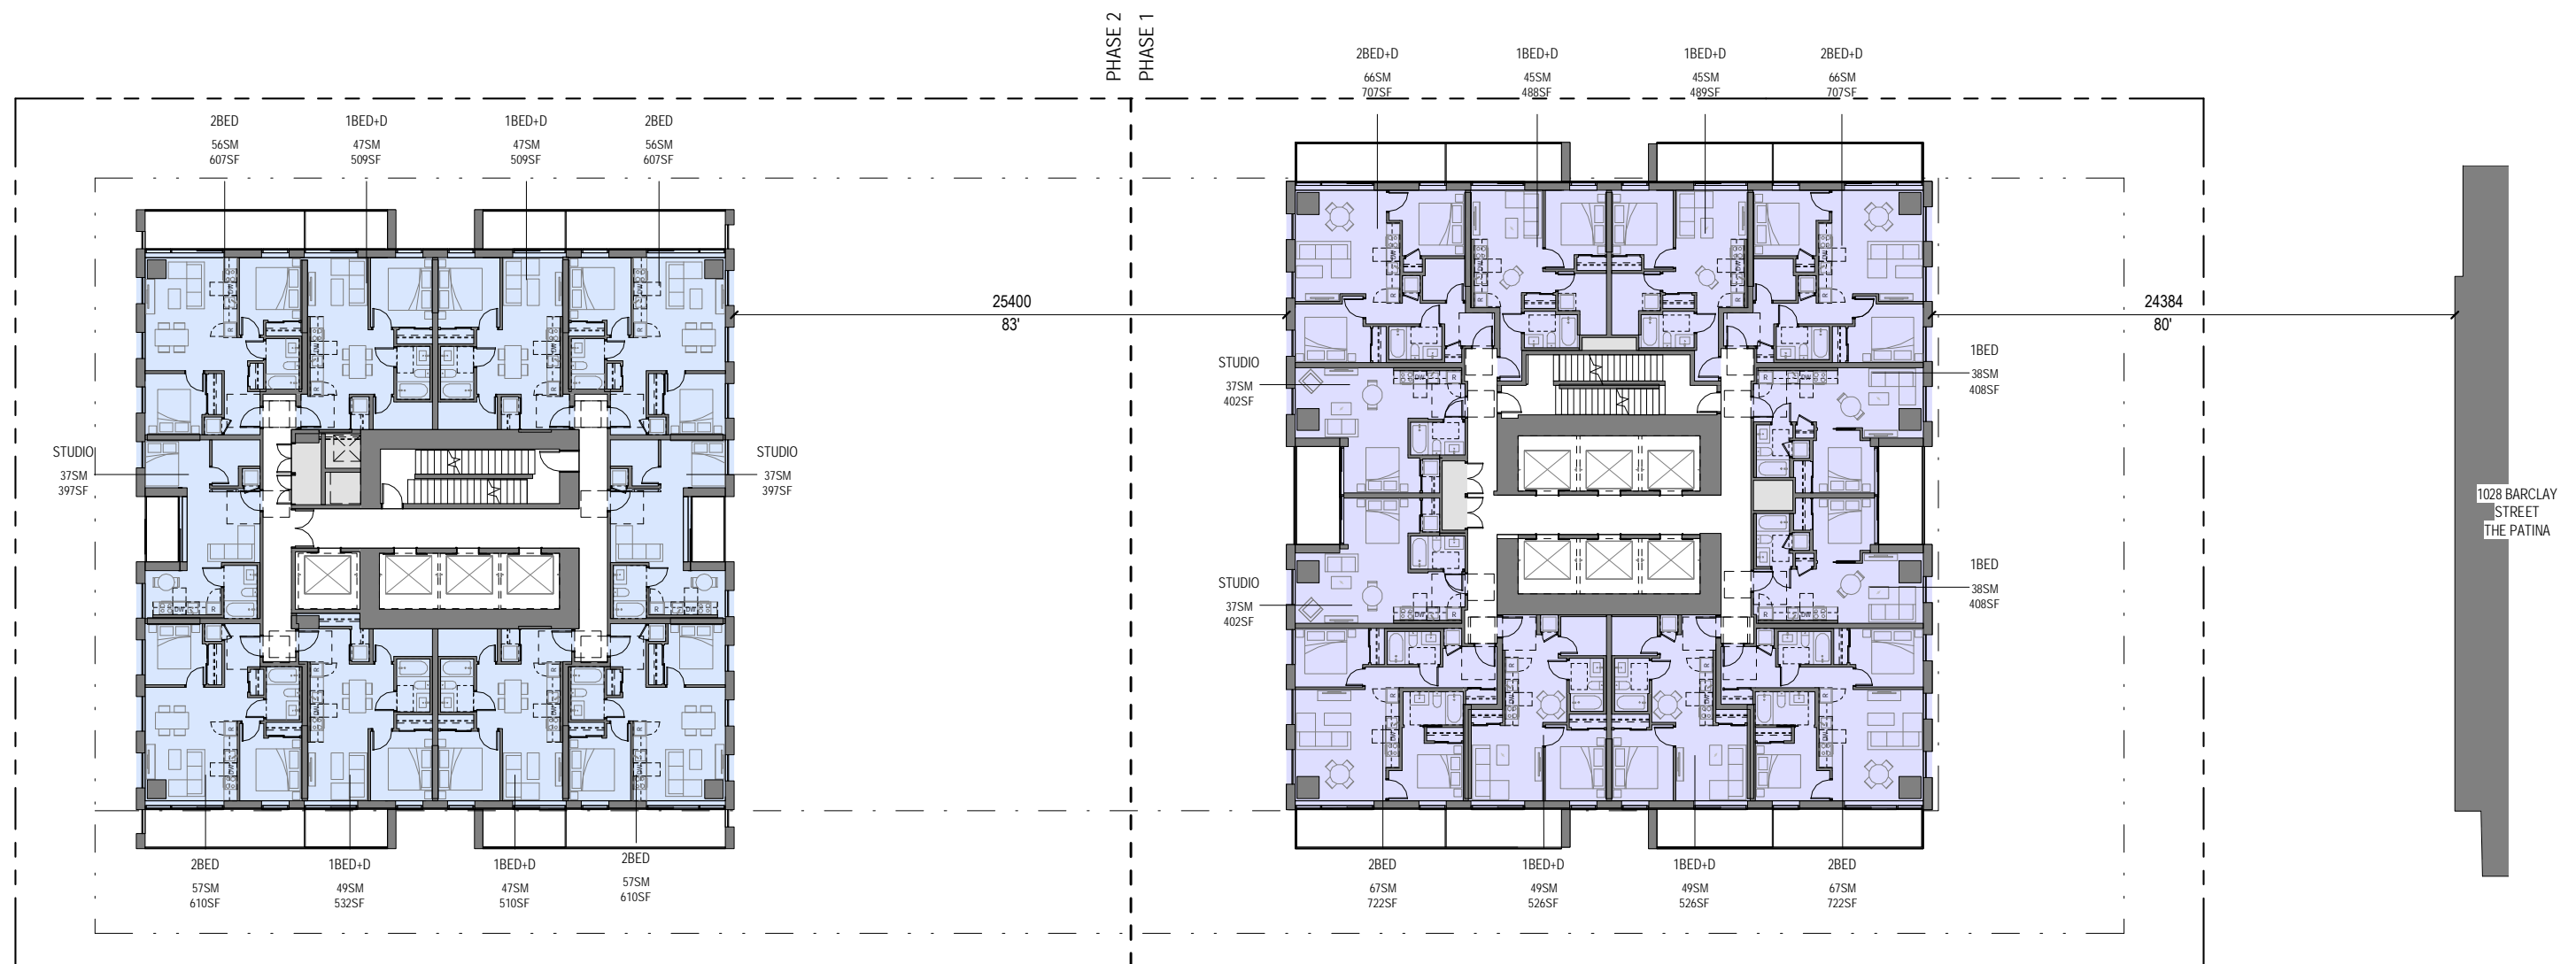 PHASE 2
PHASE 1
2BED+D
66SM
707SF
1BED+D
45SM
488SF
1BED+D
45SM
489SF
2BED+D
66SM
707SF
2BED
56SM
607SF
1BED+D
47SM
509SF
1BED+D
47SM
509SF
2BED
56SM
607SF
25400
83'
24384
80'
STUDIO
37SM
402SF
1BED
38SM
408SF
STUDIO
37SM
397SF
STUDIO
37SM
397SF
1028 BARCLAY
STREET
THE PATINA
STUDIO
37SM
402SF
1BED
38SM
408SF
2BED
57SM
610SF
1BED+D
49SM
532SF
1BED+D
47SM
510SF
2BED
57SM
610SF
2BED
67SM
722SF
1BED+D
49SM
526SF
1BED+D
49SM
526SF
2BED
67SM
722SF